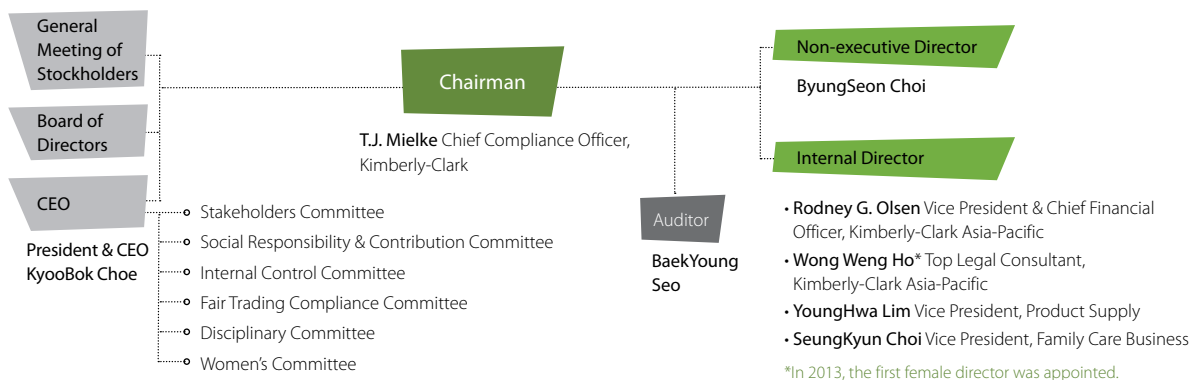 General
Meeting of
Stockholders
Board of
Directors
CEO
President & CEO
KyooBok Choe
Stakeholders Committee
Social Responsibility & Contribution Committee
Internal Control Committee
Fair Trading Compliance Committee
Disciplinary Committee
Women’s Committee
Chairman
T.J. Mielke Chief Compliance Officer,
Kimberly-Clark
Auditor
BaekYoung
Seo
Non-executive Director
ByungSeon Choi
Internal Director
• Rodney G. Olsen Vice President & Chief Financial
Officer, Kimberly-Clark Asia-Pacific
• Wong Weng Ho* Top Legal Consultant,
Kimberly-Clark Asia-Pacific
• YoungHwa Lim Vice President, Product Supply
• SeungKyun Choi Vice President, Family Care Business
*In 2013, the first female director was appointed.